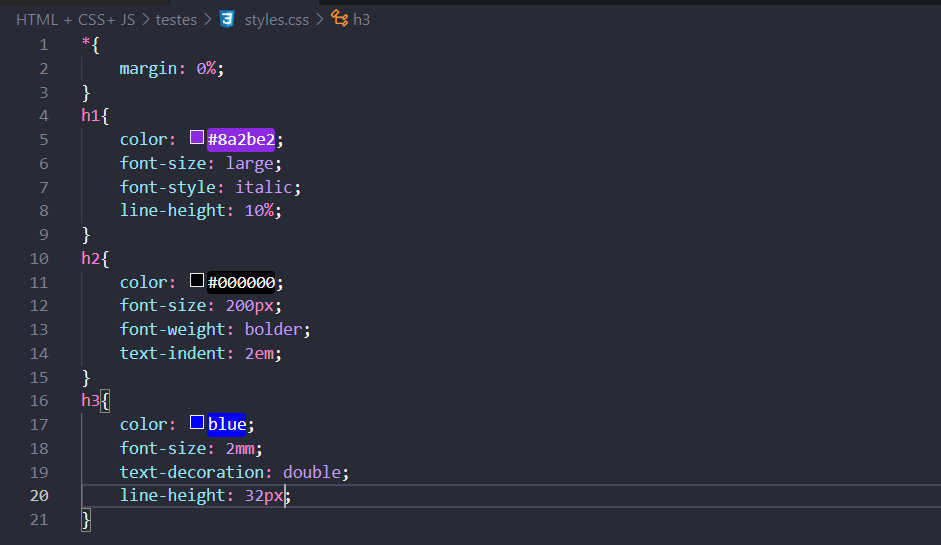 HTML + CSS+ JS > testes > 3 styles.css > h3
1 *{
2 margin: 0%;
3 }
4 h1{
5 color: #8a2be2;
6 font-size: large;
7 font-style: italic;
8 line-height: 10%;
9 }
10 h2{
11 color: #000000;
12 font-size: 200px;
13 font-weight: bolder;
14 text-indent: 2em;
15 }
16 h3{
17 color: blue;
18 font-size: 2mm;
19 text-decoration: double;
20 line-height: 32px;
21 }